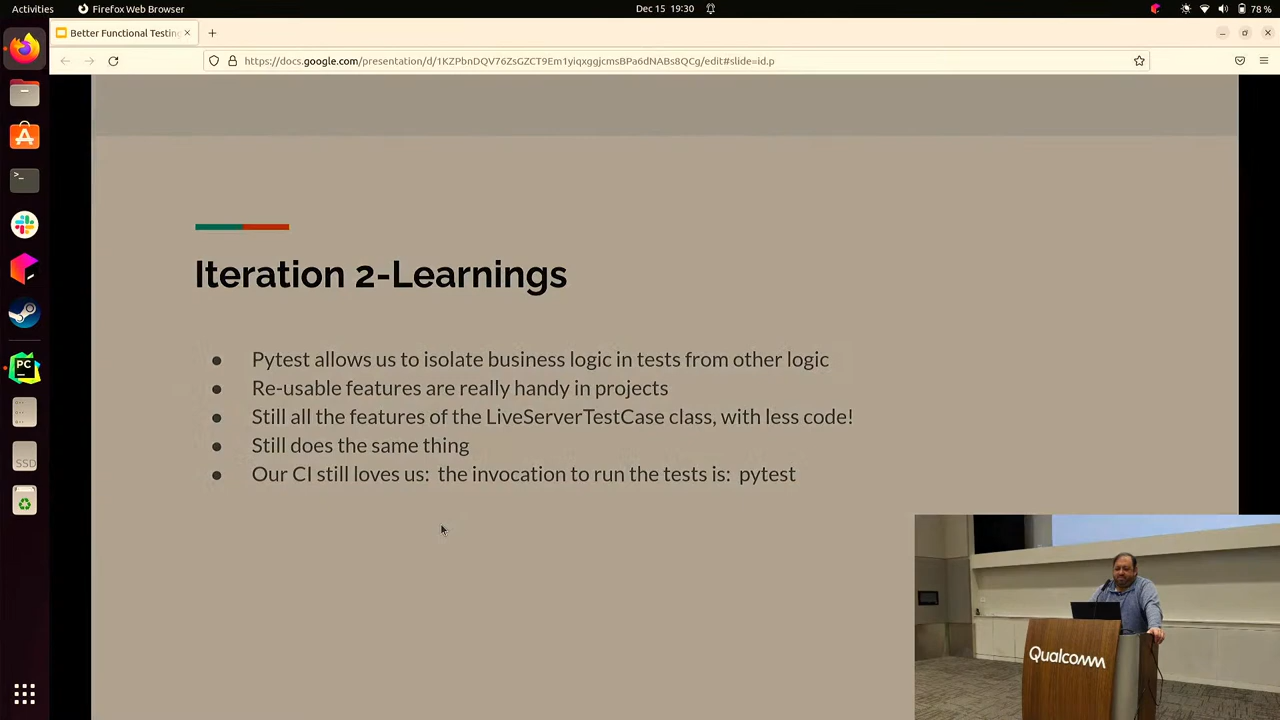 Activities
Firefox Web Browser
Dec 15 19:30
78 %
Better Functional Testing
https://docs.google.com/presentation/d/1KZPbnDQV76ZsGZCT9Em1yiqxggjcmsBPa6dNABs8QCg/edit#slide=id.p
Iteration 2-Learnings
● Pytest allows us to isolate business logic in tests from other logic
● Re-usable features are really handy in projects
● Still all the features of the LiveServerTestCase class, with less code!
● Still does the same thing
● Our CI still loves us: the invocation to run the tests is: pytest
PC
SSD
Qualcomm